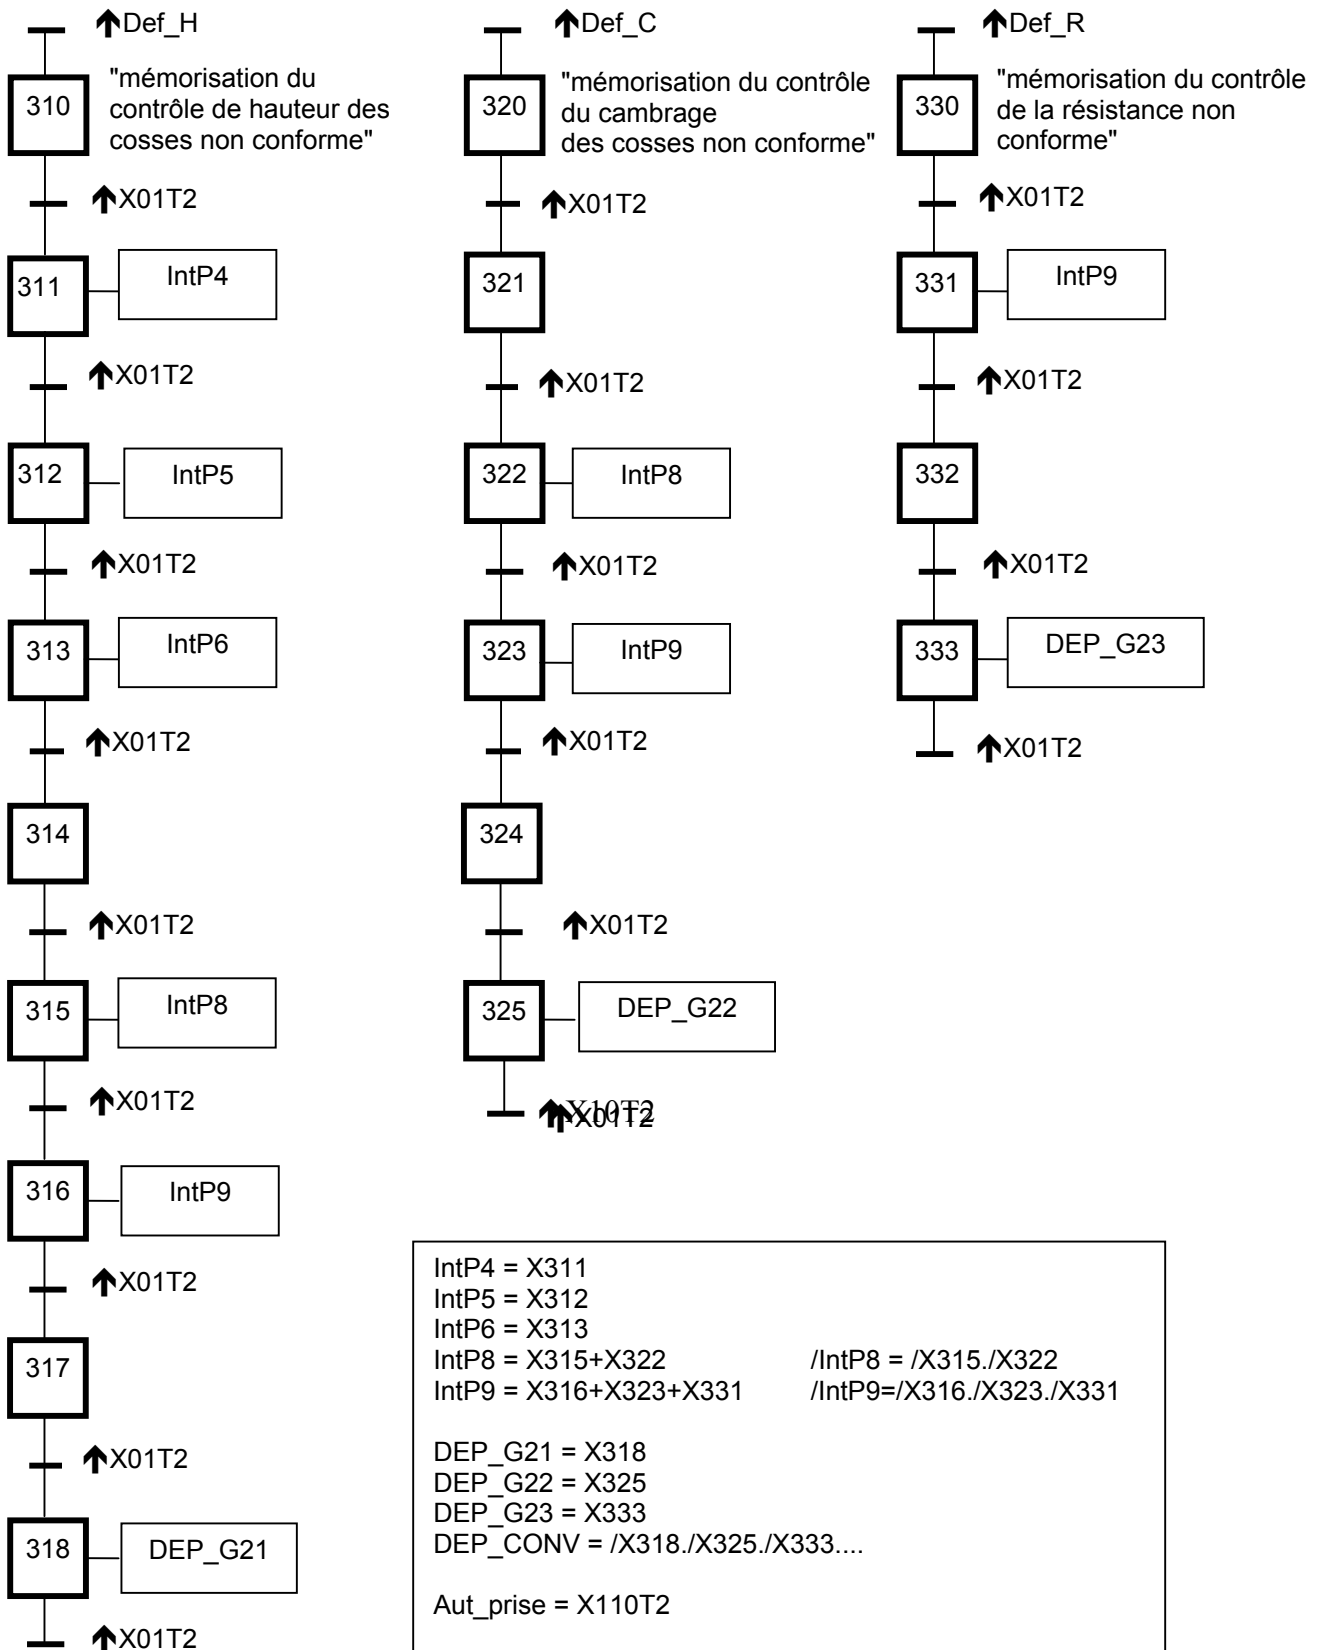 ↑Def_H
310
"mémorisation du
contrôle de hauteur des
cosses non conforme"
↑X01T2
311
IntP4
↑X01T2
312
IntP5
↑X01T2
313
IntP6
↑X01T2
314
↑X01T2
315
IntP8
↑X01T2
316
IntP9
↑X01T2
317
↑X01T2
318
DEP_G21
↑X01T2
↑Def_C
320
"mémorisation du contrôle
du cambrage
des cosses non conforme"
↑X01T2
321
↑X01T2
322
IntP8
↑X01T2
323
IntP9
↑X01T2
324
↑X01T2
325
DEP_G22
↑X10T2
↑X01T2
↑Def_R
330
"mémorisation du contrôle
de la résistance non
conforme"
↑X01T2
331
IntP9
↑X01T2
332
↑X01T2
333
DEP_G23
↑X01T2
IntP4 = X311
IntP5 = X312
IntP6 = X313
IntP8 = X315+X322 /IntP8 = /X315./X322
IntP9 = X316+X323+X331 /IntP9=/X316./X323./X331
DEP_G21 = X318
DEP_G22 = X325
DEP_G23 = X333
DEP_CONV = /X318./X325./X333....
Aut_prise = X110T2